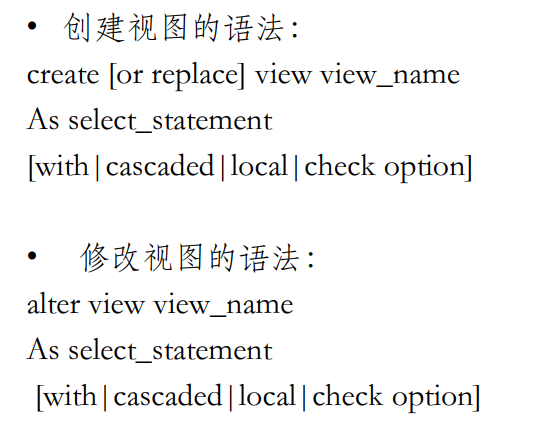 • 创建视图的语法：
create [or replace] view view_name
As select_statement
[with|cascaded|local|check option]
• 修改视图的语法：
alter view view_name
As select_statement
[with|cascaded|local|check option]